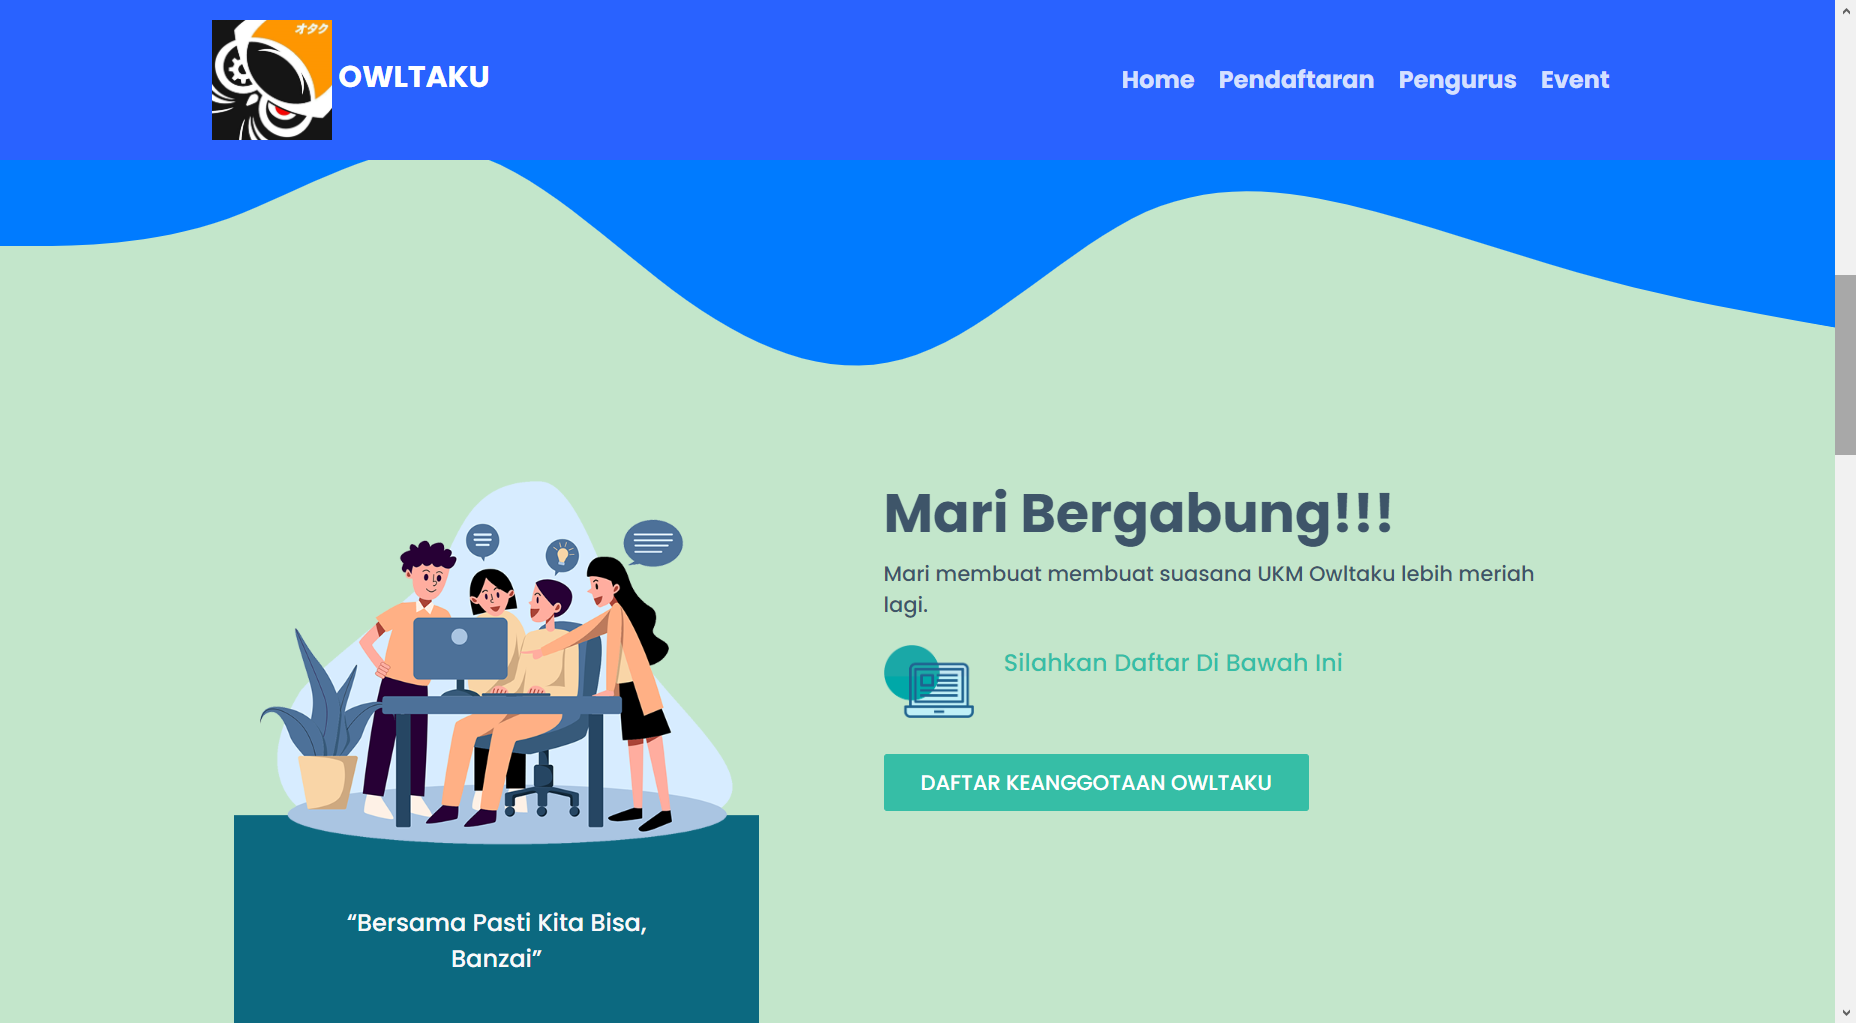 オタク
OWLTAKU
Home Pendaftaran Pengurus Event
Mari Bergabung!!!
Mari membuat membuat suasana UKM Owltaku lebih meriah
lagi.
Silahkan Daftar Di Bawah Ini
DAFTAR KEANGGOTAAN OWLTAKU
“Bersama Pasti Kita Bisa,
Banzai”